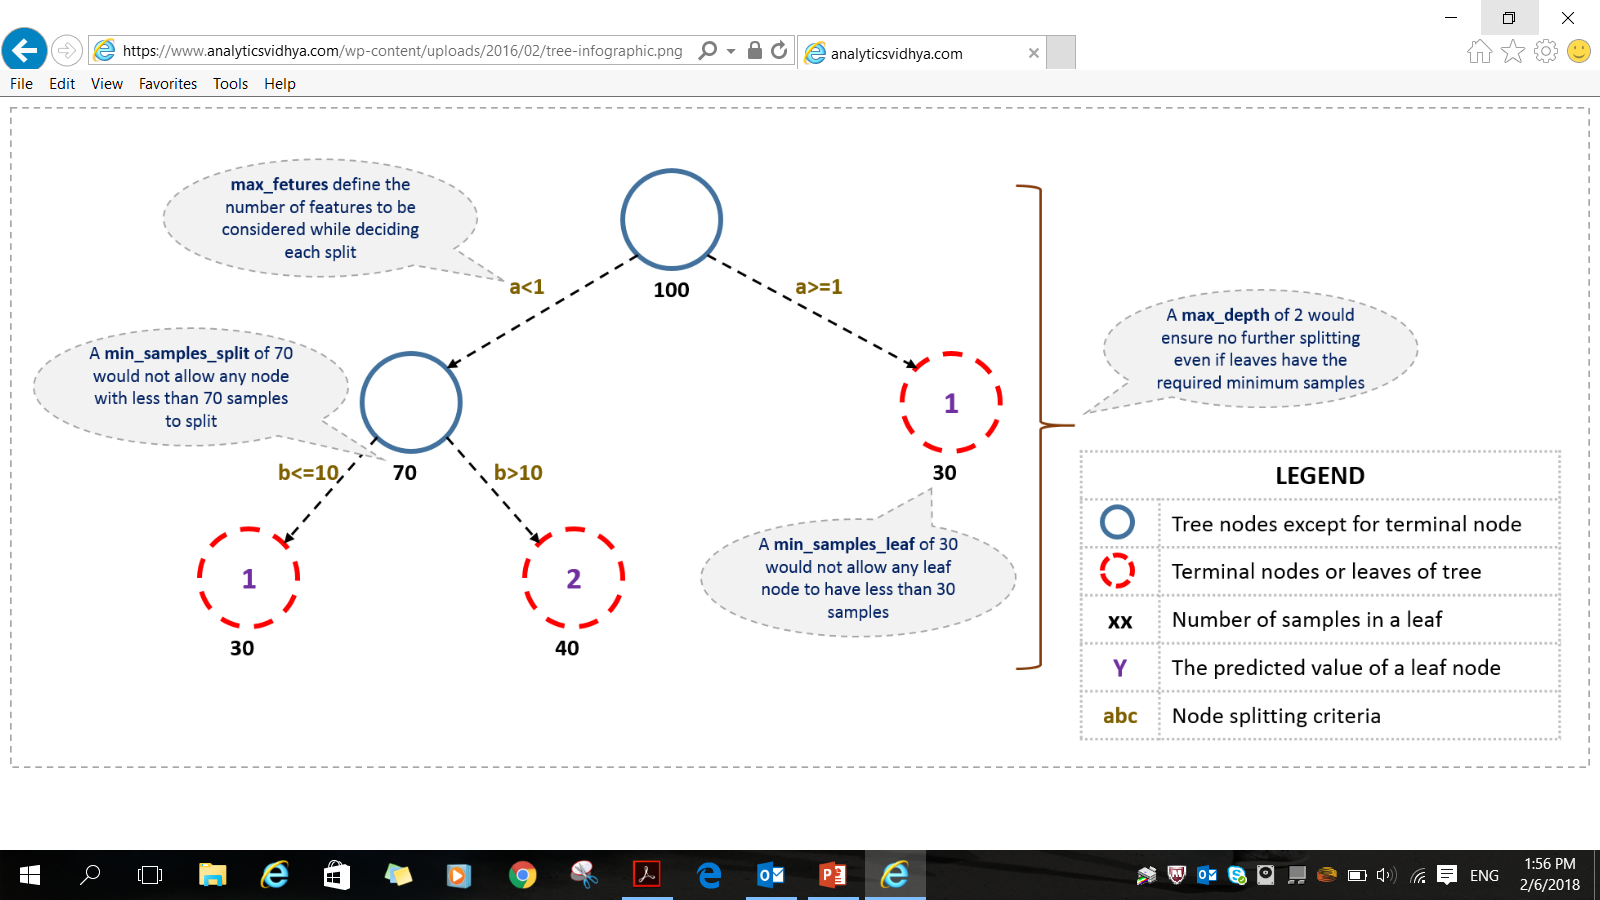 https://www.analyticsvidhya.com/wp-content/uploads/2016/02/tree-infographic.png
analyticsvidhya.com
File Edit View Favorites Tools Help
max_fetures define the
number of features to be
considered while deciding
each split
a<1
100
a>=1
A min_samples_split of 70
would not allow any node
with less than 70 samples
to split
A max_depth of 2 would
ensure no further splitting
even if leaves have the
required minimum samples
1
b<=10
70
b>10
30
A min_samples_leaf of 30
would not allow any leaf
node to have less than 30
samples
1
2
30
40
LEGEND
Tree nodes except for terminal node
Terminal nodes or leaves of tree
xx Number of samples in a leaf
Y The predicted value of a leaf node
abc Node splitting criteria
ENG
1:56 PM
2/6/2018